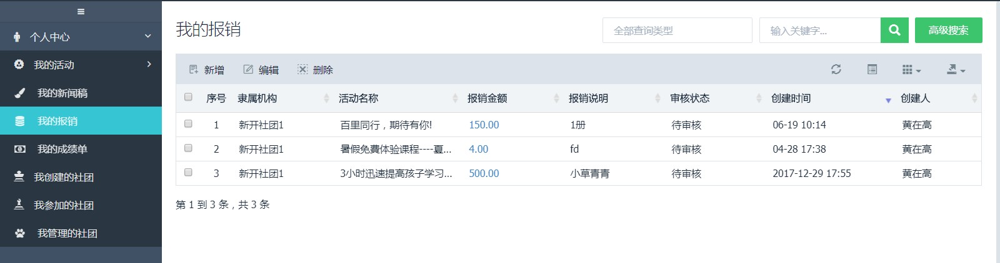 个人中心
我的活动
我的新闻稿
我的报销
我的成绩单
我创建的社团
我参加的社团
我管理的社团
我的报销
全部查询类型 输入关键字... 高级搜索
新增 编辑 删除
序号 隶属机构 活动名称 报销金额 报销说明 审核状态 创建时间 创建人
1 新开社团1 百里同行，期待有你! 150.00 1册 待审核 06-19 10:14 黄在高
2 新开社团1 暑假免費体验课程----夏... 4.00 fd 待审核 04-28 17:38 黄在高
3 新开社团1 3小时迅速提高孩子学习... 500.00 小草青青 待审核 2017-12-29 17:55 黄在高
第 1 到 3 条，共 3 条